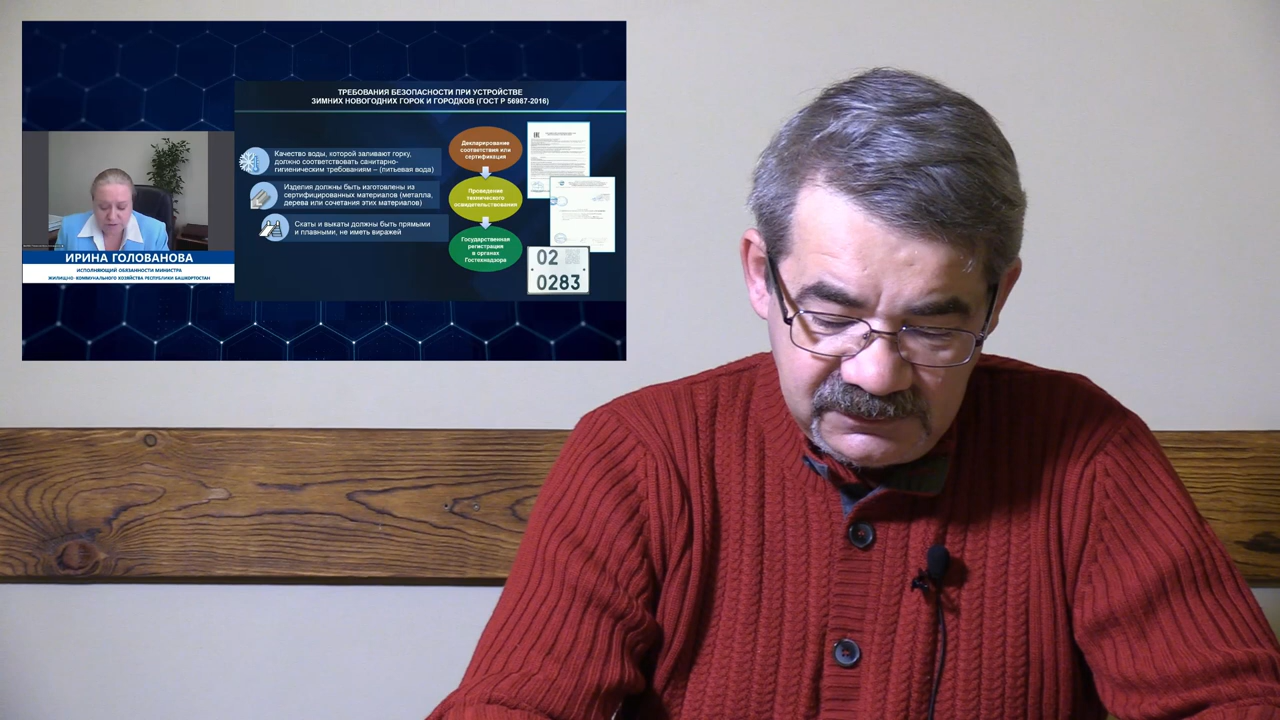 ТРЕБОВАНИЯ БЕЗОПАСНОСТИ ПРИ УСТРОЙСТВЕ
ЗИМНИХ НОВОГОДНИХ ГОРОК И ГОРОДКОВ (ГОСТ Р 56987-2016)
Качество воды, которой заливают горку,
должно соответствовать санитарно-
гигиеническим требованиям – (питьевая вода)
Изделия должны быть изготовлены из
сертифицированных материалов (металла,
дерева или сочетания этих материалов)
Скаты и выкаты должны быть прямыми
и плавными, не иметь виражей
Декларирование
соответствия или
сертификация
Проведение
технического
освидетельствования
Государственная
регистрация
в органах
Гостехнадзора
02
0283
ИРИНА ГОЛОВАНОВА
ИСПОЛНЯЮЩИЙ ОБЯЗАННОСТИ МИНИСТРА
ЖИЛИЩНО-КОММУНАЛЬНОГО ХОЗЯЙСТВА РЕСПУБЛИКИ БАШКОРТОСТАН